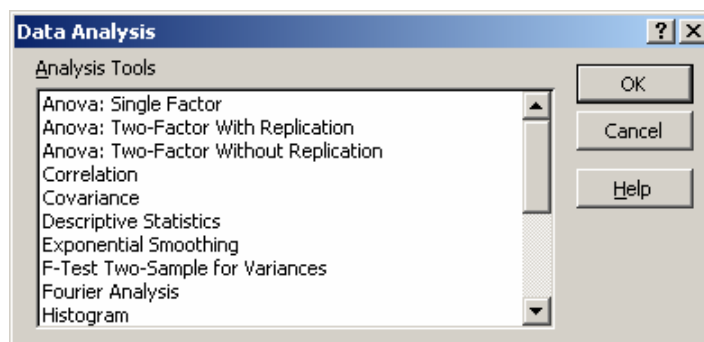 Data Analysis
Analysis Tools
Anova: Single Factor
Anova: Two-Factor With Replication
Anova: Two-Factor Without Replication
Correlation
Covariance
Descriptive Statistics
Exponential Smoothing
F-Test Two-Sample for Variances
Fourier Analysis
Histogram
OK
Cancel
Help